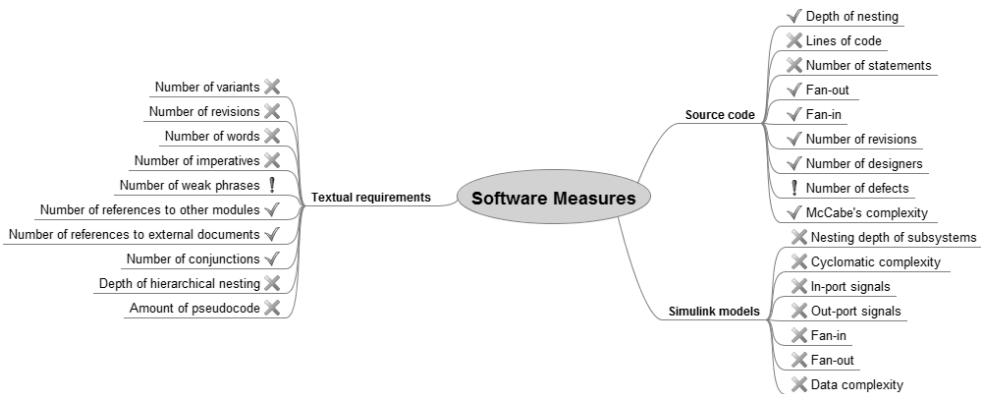 Software Measures
Textual requirements
Number of variants
Number of revisions
Number of words
Number of imperatives
Number of weak phrases
Number of references to other modules
Number of references to external documents
Number of conjunctions
Depth of hierarchical nesting
Amount of pseudocode
Source code
Depth of nesting
Lines of code
Number of statements
Fan-out
Fan-in
Number of revisions
Number of designers
Number of defects
McCabe's complexity
Simulink models
Nesting depth of subsystems
Cyclomatic complexity
In-port signals
Out-port signals
Fan-in
Fan-out
Data complexity